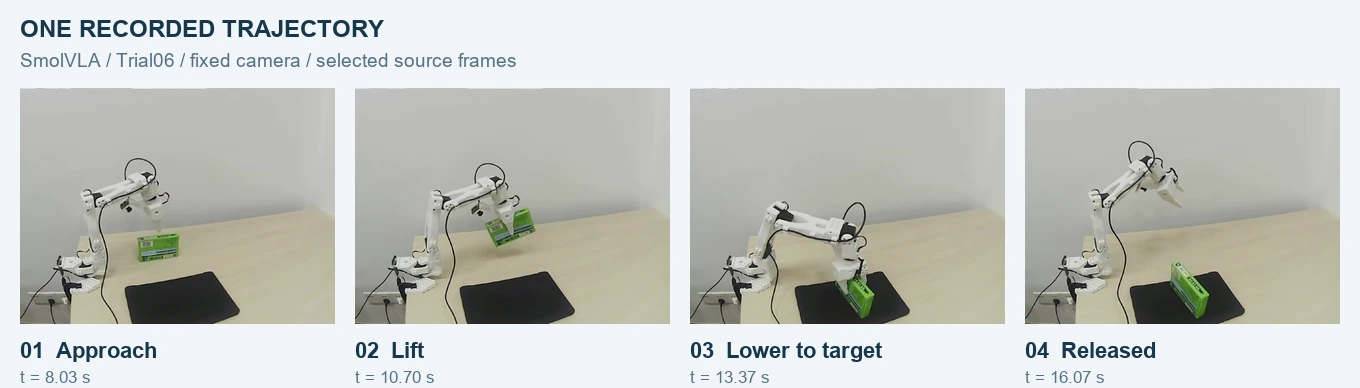 ONE RECORDED TRAJECTORY
SmolVLA / Trial06 / fixed camera / selected source frames
01 Approach
t = 8.03 s
02 Lift
t = 10.70 s
03 Lower to target
t = 13.37 s
04 Released
t = 16.07 s